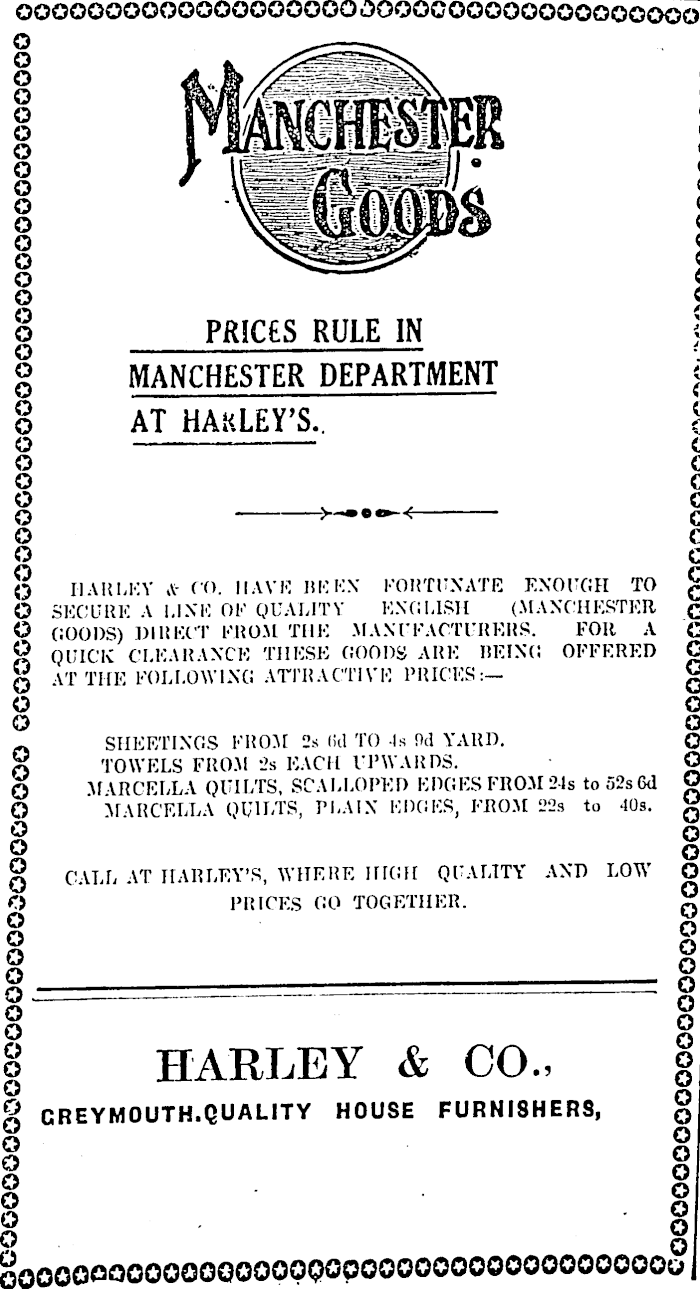 MANCHESTER
GOODS
PRICES RULE IN
MANCHESTER DEPARTMENT
AT HARLEY'S.
HARLEY & CO. HAVE BEEN FORTUNATE ENOUGH TO
SECURE A LINE OF QUALITY ENGLISH (MANCHESTER
GOODS) DIRECT FROM THE MANUFACTURERS. FOR A
QUICK CLEARANCE THESE GOODS ARE BEING OFFERED
AT THE FOLLOWING ATTRACTIVE PRICES:—
SHEETINGS FROM 2s 6d TO 4s 9d YARD.
TOWELS FROM 2s EACH UPWARDS.
MARCELLA QUILTS, SCALLOPED EDGES FROM 24s to 52s 6d
MARCELLA QUILTS, PLAIN EDGES, FROM 22s to 40s.
CALL AT HARLEY'S, WHERE HIGH QUALITY AND LOW
PRICES GO TOGETHER.
HARLEY & CO.,
GREYMOUTH.QUALITY HOUSE FURNISHERS,